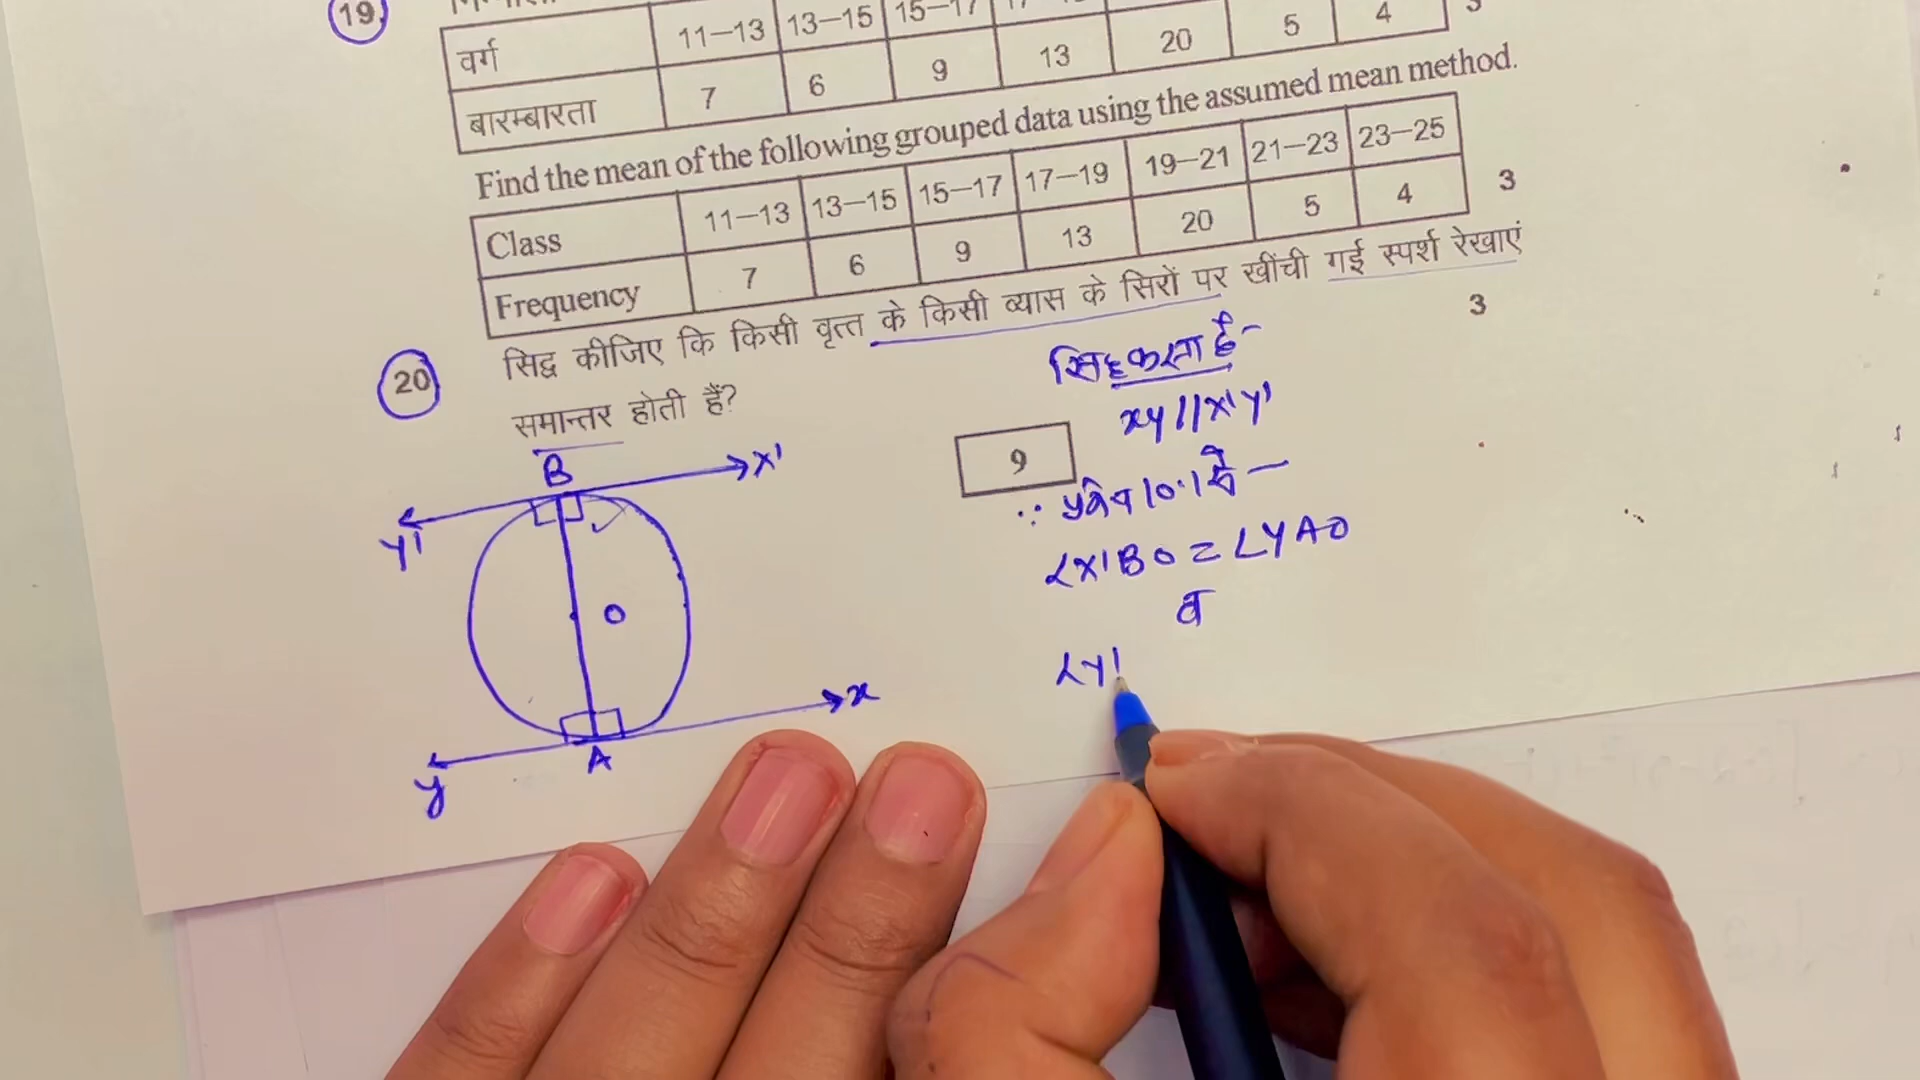 19
वर्ग 11–13 13–15 15–17
बारम्बारता 7 6 9 13 20 5 4
Find the mean of the following grouped data using the assumed mean method.
Class 11–13 13–15 15–17 17–19 19–21 21–23 23–25
Frequency 7 6 9 13 20 5 4 3
20 सिद्व कीजिए कि किसी वृत्त के किसी व्यास के सिरों पर खींची गई स्पर्श रेखाएं
समान्तर होती हैं? 3
9
B
X'
Y'
O
x
A
y
सिद्ध करना है–
xy // x'y'
∵ प्रमेय 10.1 से –
∠X'BO = ∠YAO
व
∠Y'